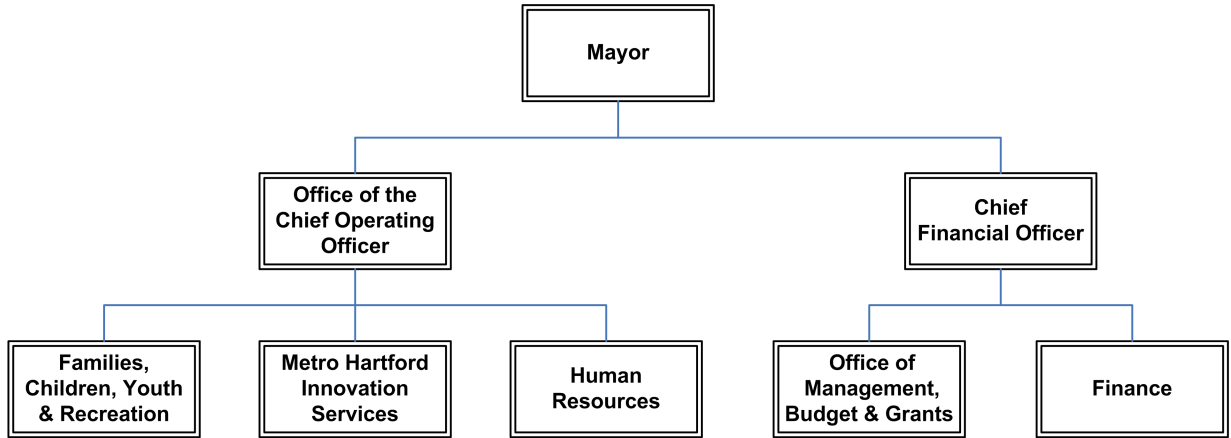 Mayor
Office of the
Chief Operating
Officer
Chief
Financial Officer
Families,
Children, Youth
& Recreation
Metro Hartford
Innovation
Services
Human
Resources
Office of
Management,
Budget & Grants
Finance